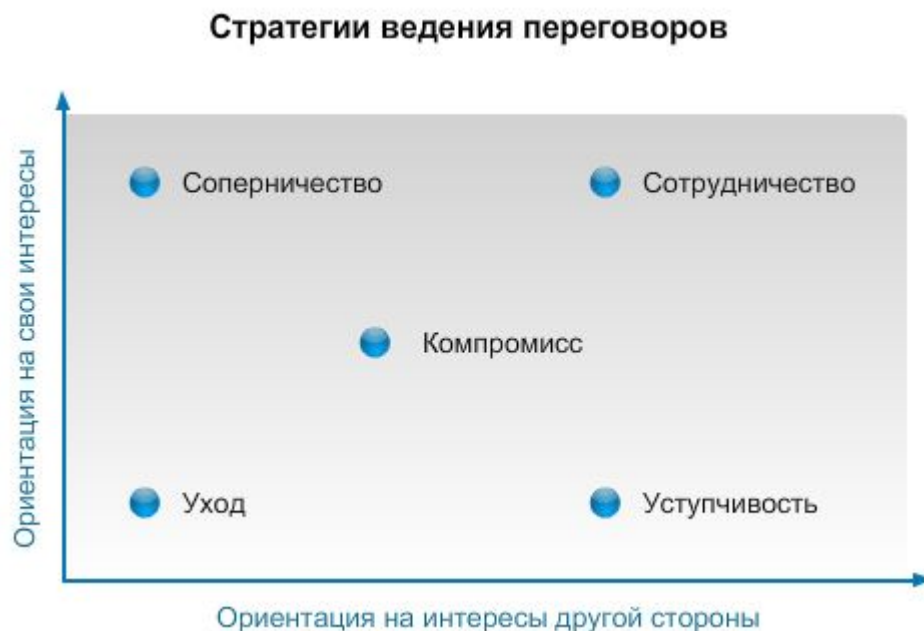 Стратегии ведения переговоров
Ориентация на свои интересы
Соперничество
Сотрудничество
Компромисс
Уход
Уступчивость
Ориентация на интересы другой стороны